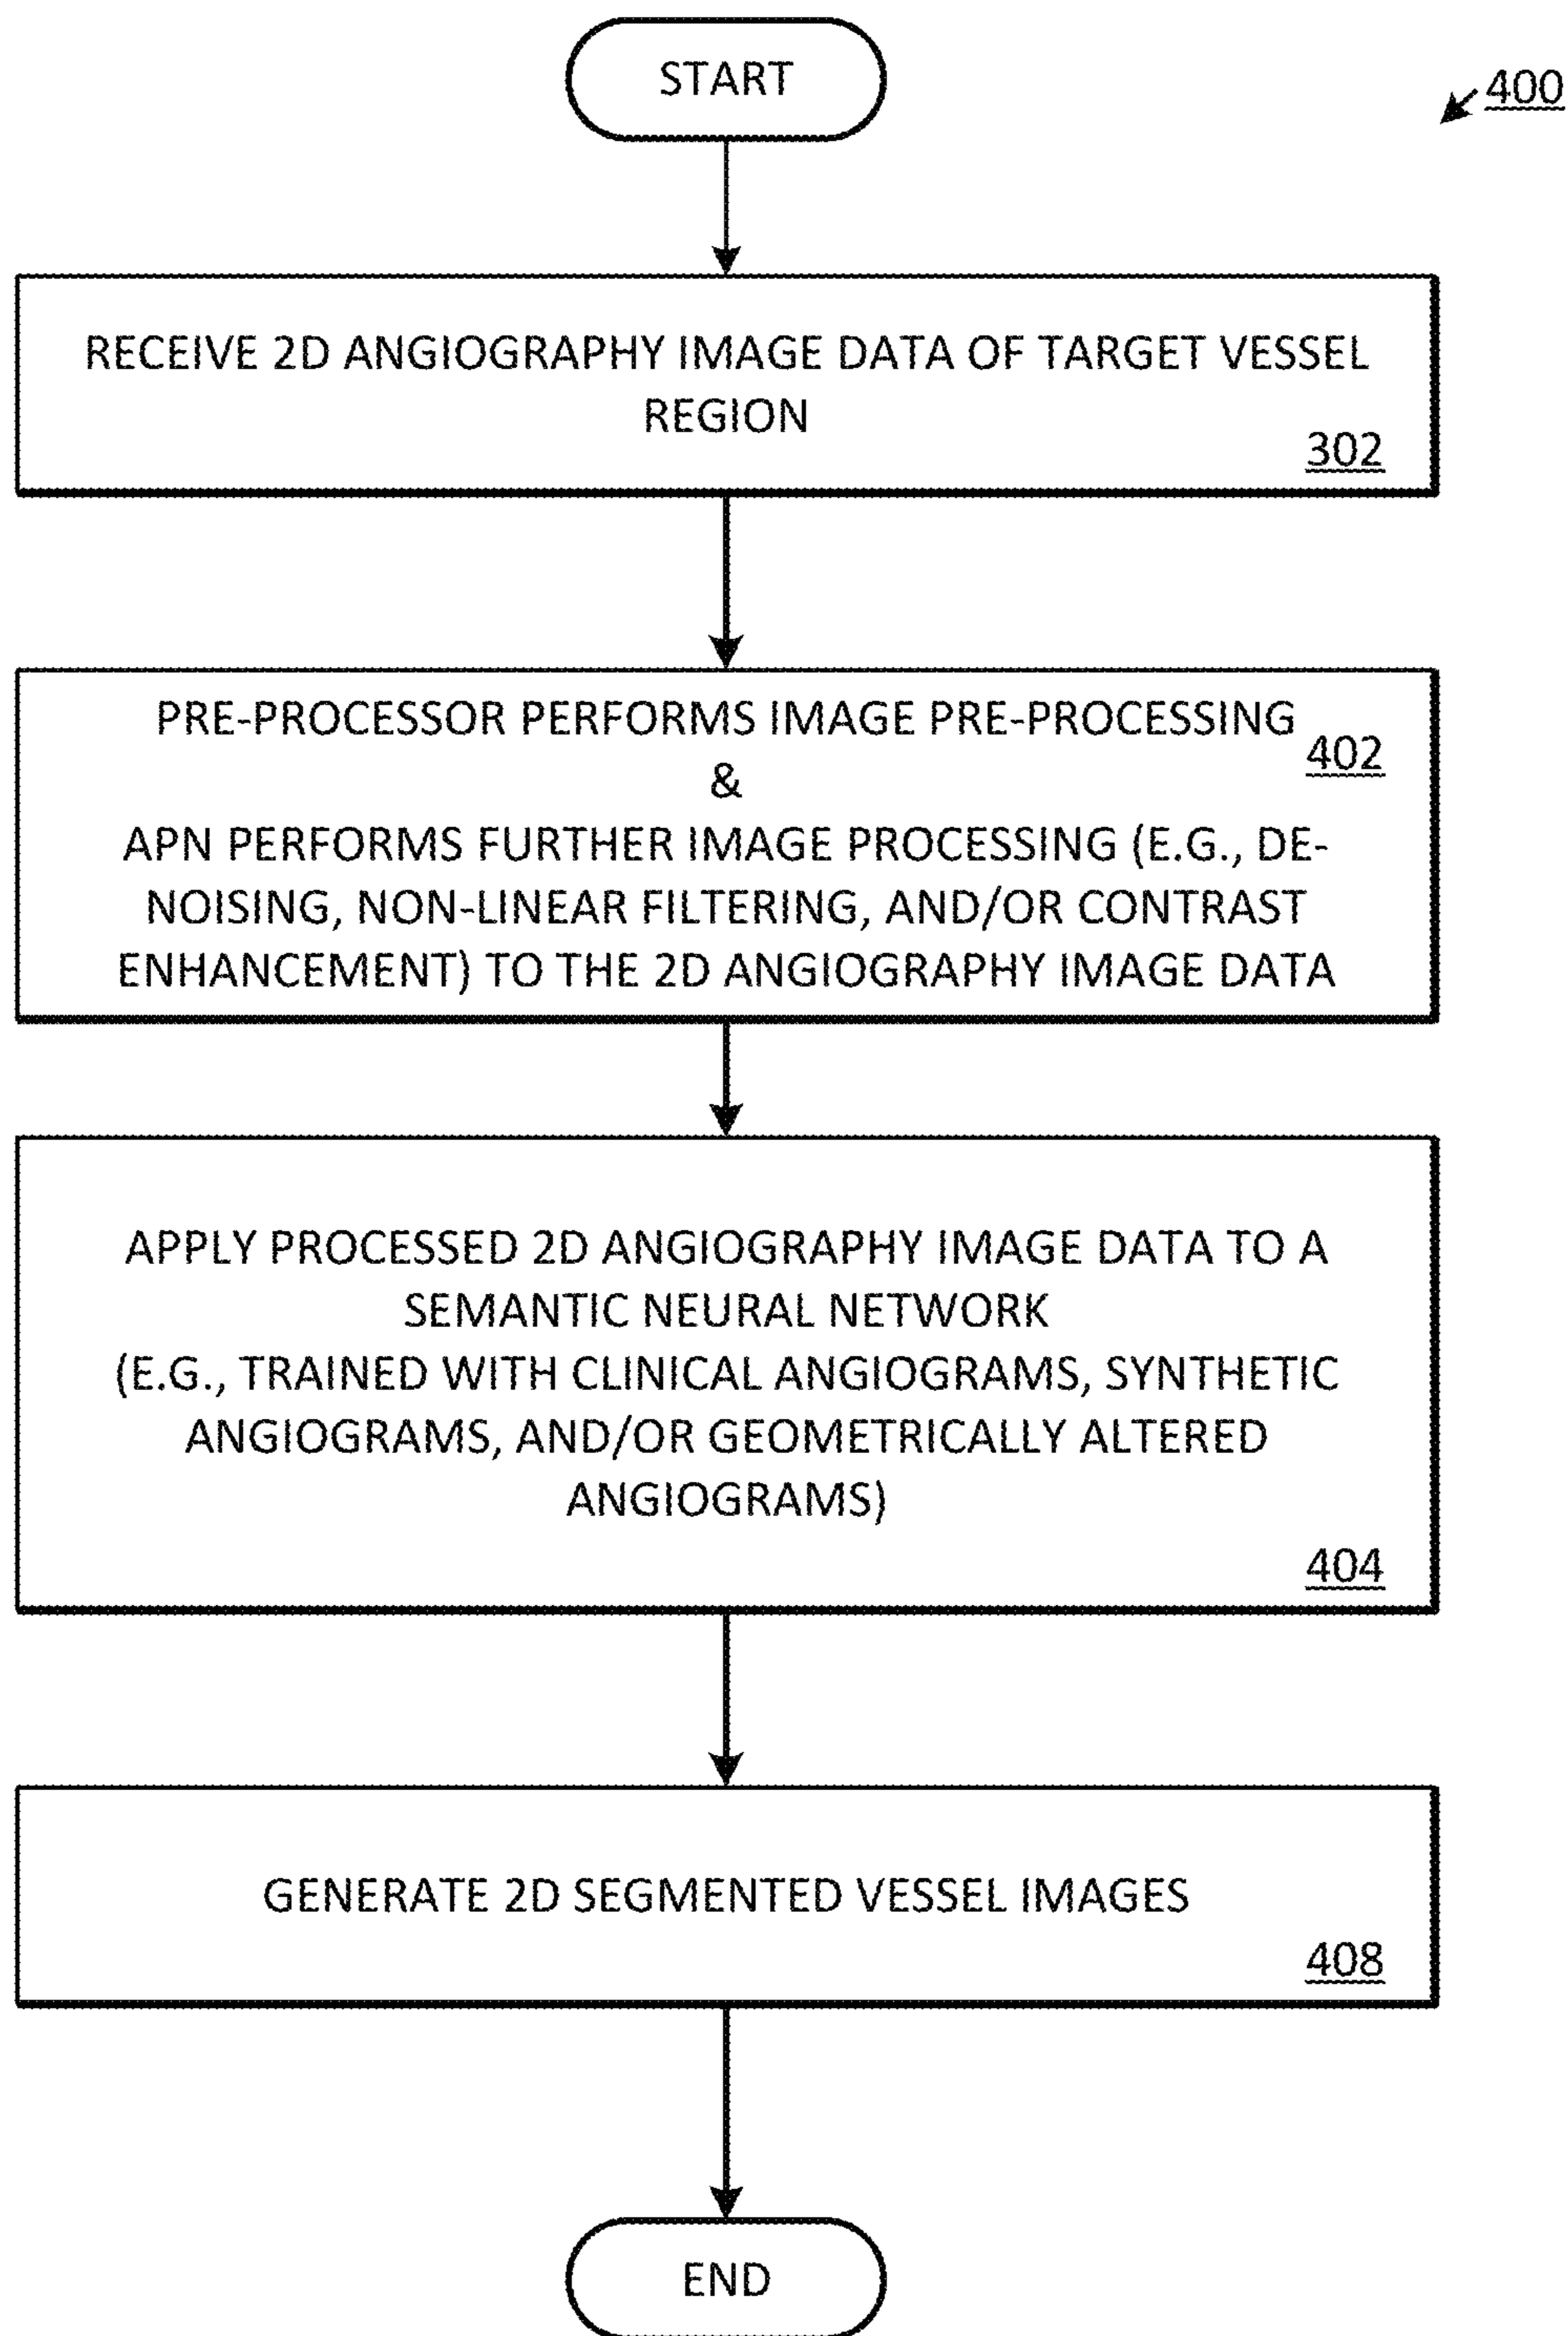 START
400
RECEIVE 2D ANGIOGRAPHY IMAGE DATA OF TARGET VESSEL
REGION
302
PRE-PROCESSOR PERFORMS IMAGE PRE-PROCESSING
402
&
APN PERFORMS FURTHER IMAGE PROCESSING (E.G., DE-
NOISING, NON-LINEAR FILTERING, AND/OR CONTRAST
ENHANCEMENT) TO THE 2D ANGIOGRAPHY IMAGE DATA
APPLY PROCESSED 2D ANGIOGRAPHY IMAGE DATA TO A
SEMANTIC NEURAL NETWORK
(E.G., TRAINED WITH CLINICAL ANGIOGRAMS, SYNTHETIC
ANGIOGRAMS, AND/OR GEOMETRICALLY ALTERED
ANGIOGRAMS)
404
GENERATE 2D SEGMENTED VESSEL IMAGES
408
END